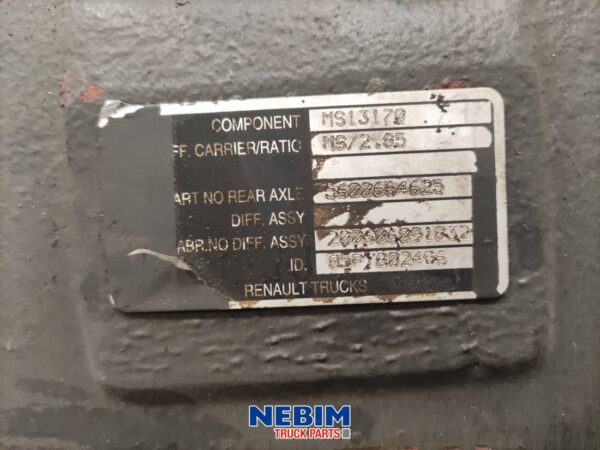 COMPONENT MS13170
FF. CARRIER/RATIO MS/2.85
ART NO REAR AXLE 5600664625
DIFF. ASSY
ABR.NO DIFF. ASSY
ID.
RENAULT TRUCKS
NEBIM
TRUCK PARTS